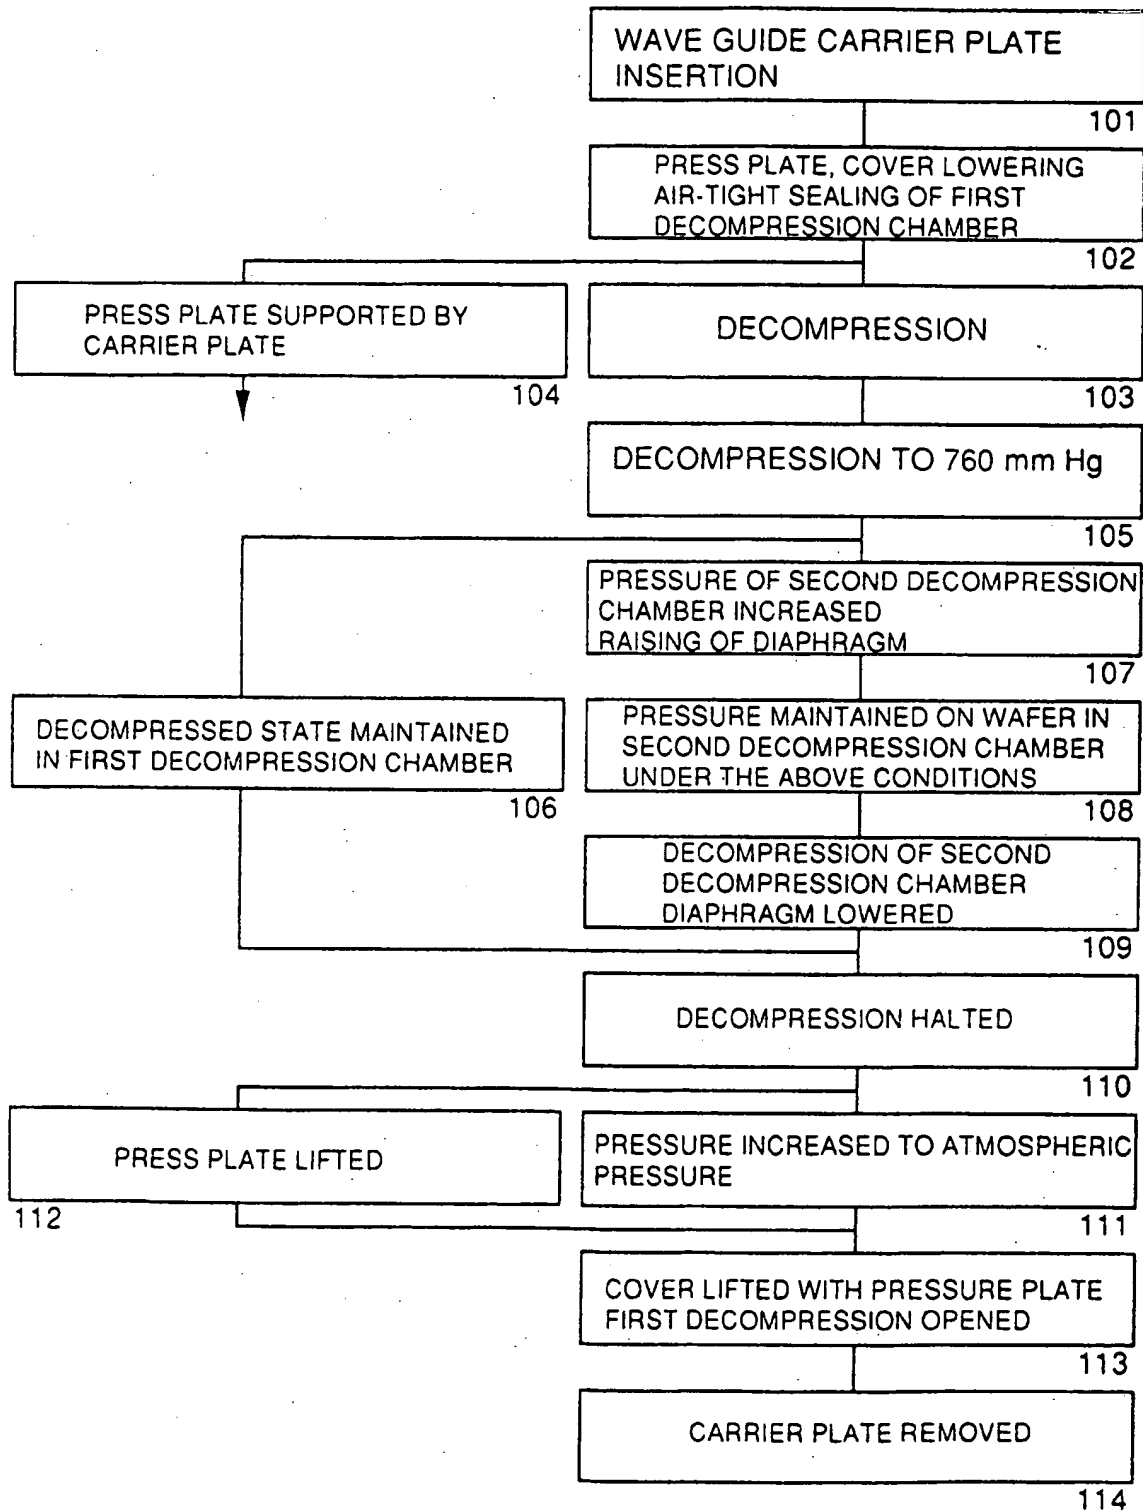 WAVE GUIDE CARRIER PLATE
INSERTION
101
PRESS PLATE, COVER LOWERING
AIR-TIGHT SEALING OF FIRST
DECOMPRESSION CHAMBER
102
PRESS PLATE SUPPORTED BY
CARRIER PLATE
104
DECOMPRESSION
103
DECOMPRESSION TO 760 mm Hg
105
PRESSURE OF SECOND DECOMPRESSION
CHAMBER INCREASED
RAISING OF DIAPHRAGM
107
DECOMPRESSED STATE MAINTAINED
IN FIRST DECOMPRESSION CHAMBER
106
PRESSURE MAINTAINED ON WAFER IN
SECOND DECOMPRESSION CHAMBER
UNDER THE ABOVE CONDITIONS
108
DECOMPRESSION OF SECOND
DECOMPRESSION CHAMBER
DIAPHRAGM LOWERED
109
DECOMPRESSION HALTED
110
PRESS PLATE LIFTED
112
PRESSURE INCREASED TO ATMOSPHERIC
PRESSURE
111
COVER LIFTED WITH PRESSURE PLATE
FIRST DECOMPRESSION OPENED
113
CARRIER PLATE REMOVED
114